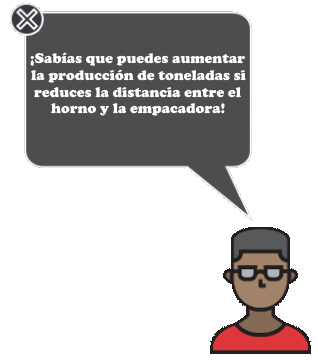 ¡Sabías que puedes aumentar
la producción de toneladas si
reduces la distancia entre el
horno y la empacadora!